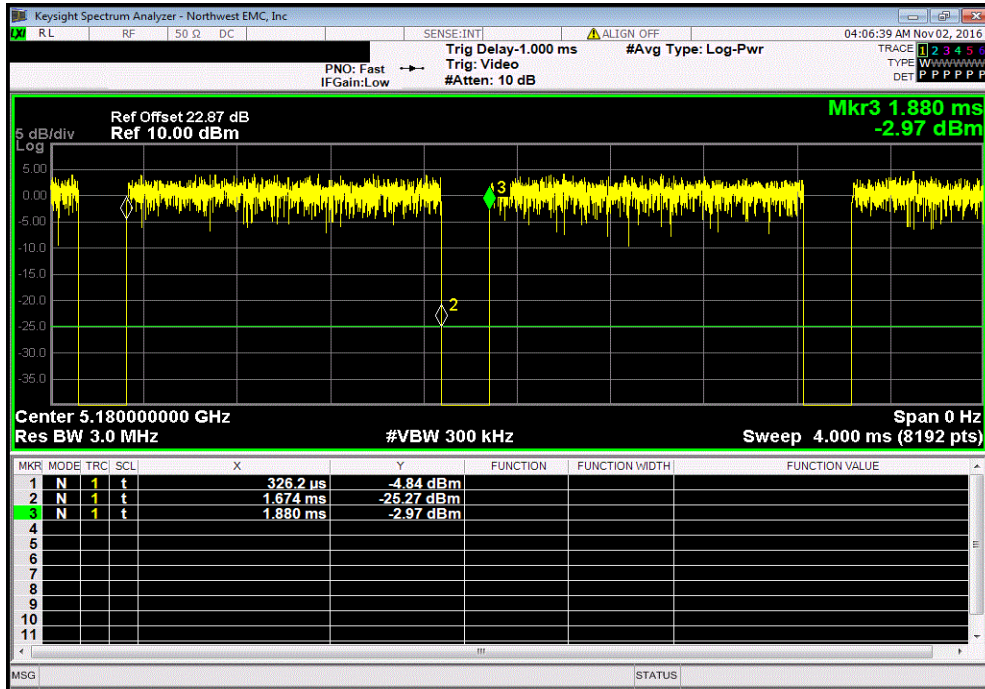 Keysight Spectrum Analyzer - Northwest EMC, Inc
LXI RL RF 50 Ω DC SENSE:INT ALIGN OFF 04:06:39 AM Nov 02, 2016
Trig Delay-1.000 ms #Avg Type: Log-Pwr TRACE 1 2 3 4 5 6
PNO: Fast Trig: Video TYPE WWWWWW
IFGain:Low #Atten: 10 dB DET P P P P P P
Mkr3 1.880 ms
-2.97 dBm
Ref Offset 22.87 dB
5 dB/div Ref 10.00 dBm
Log
5.00
0.00
-5.00
-10.0
-15.0
-20.0
-25.0
-30.0
-35.0
3
2
Center 5.180000000 GHz Span 0 Hz
Res BW 3.0 MHz #VBW 300 kHz Sweep 4.000 ms (8192 pts)
MKR MODE TRC SCL X Y FUNCTION FUNCTION WIDTH FUNCTION VALUE
1 N 1 t 326.2 µs -4.84 dBm
2 N 1 t 1.674 ms -25.27 dBm
3 N 1 t 1.880 ms -2.97 dBm
4
5
6
7
8
9
10
11
MSG STATUS